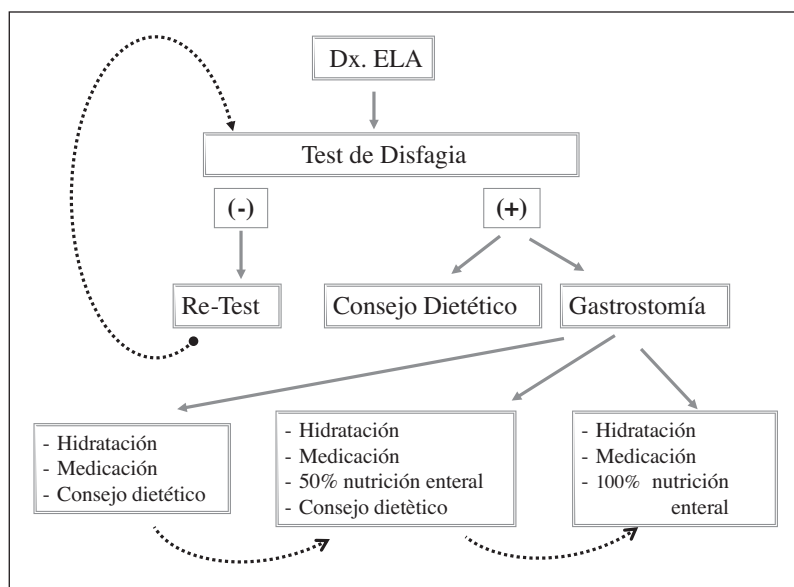 Dx. ELA
Test de Disfagia
(-)
(+)
Re-Test
Consejo Dietético
Gastrostomía
- Hidratación
- Medicación
- Consejo dietético
- Hidratación
- Medicación
- 50% nutrición enteral
- Consejo dietètico
- Hidratación
- Medicación
- 100% nutrición
enteral